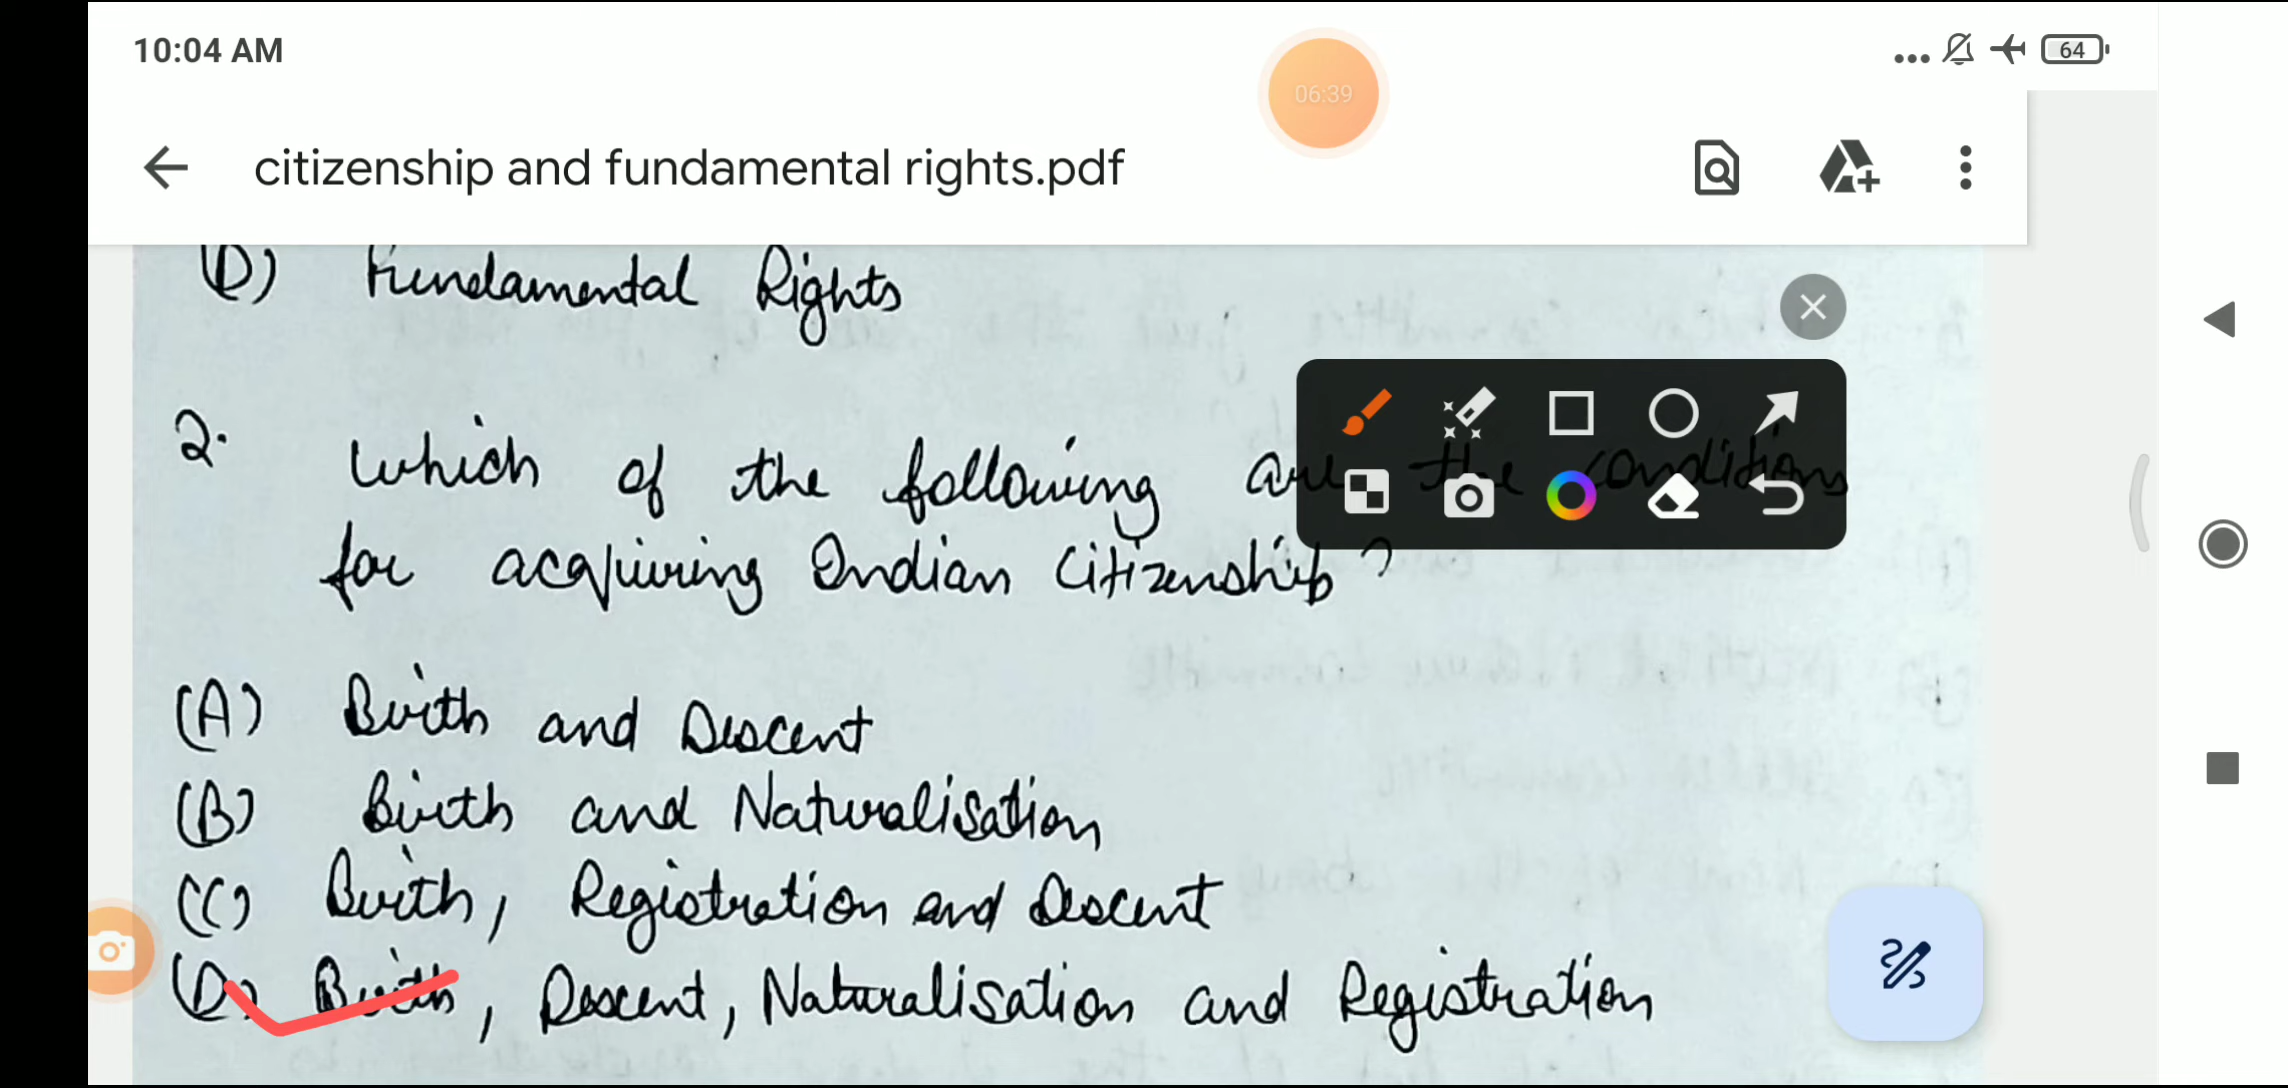 10:04 AM
06:39
64
citizenship and fundamental rights.pdf
(D) Fundamental Rights
2. Which of the following are the conditions
for acquiring Indian Citizenship?
(A) Birth and Descent
(B) Birth and Naturalisation
(C) Birth, Registration and Descent
(D) Birth, Descent, Naturalisation and Registration